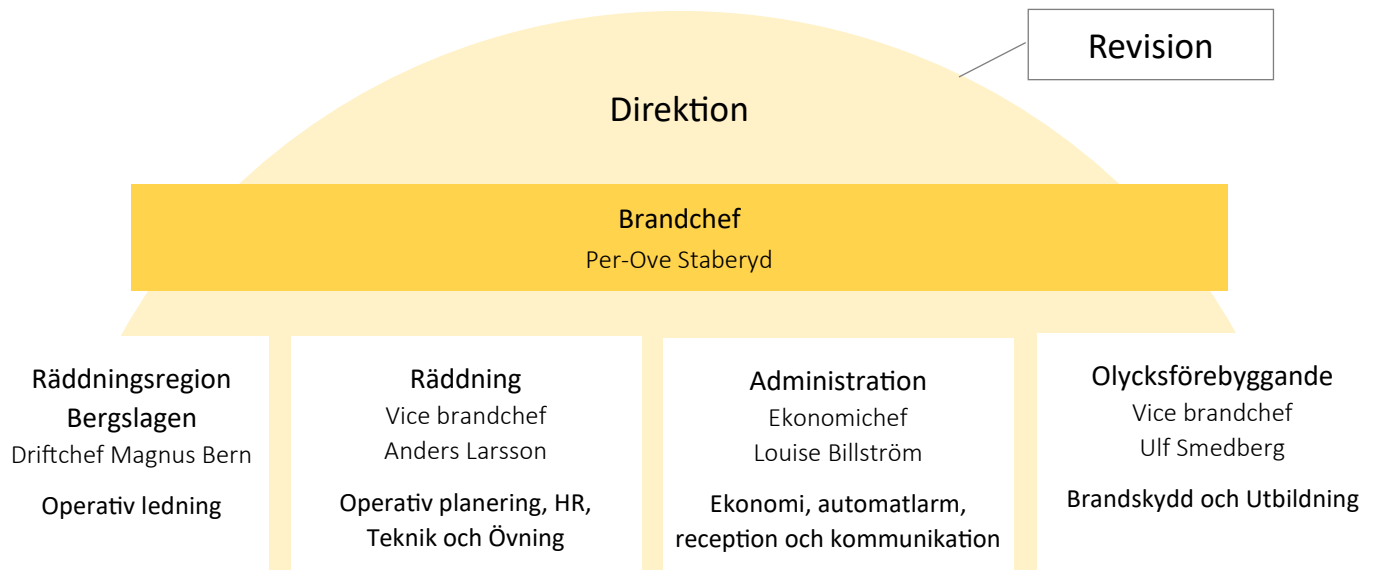 Revision
Direktion
Brandchef
Per-Ove Staberyd
Räddningsregion
Bergslagen
Driftchef Magnus Bern
Operativ ledning
Räddning
Vice brandchef
Anders Larsson
Operativ planering, HR,
Teknik och Övning
Administration
Ekonomichef
Louise Billström
Ekonomi, automatlarm,
reception och kommunikation
Olycksförebyggande
Vice brandchef
Ulf Smedberg
Brandskydd och Utbildning